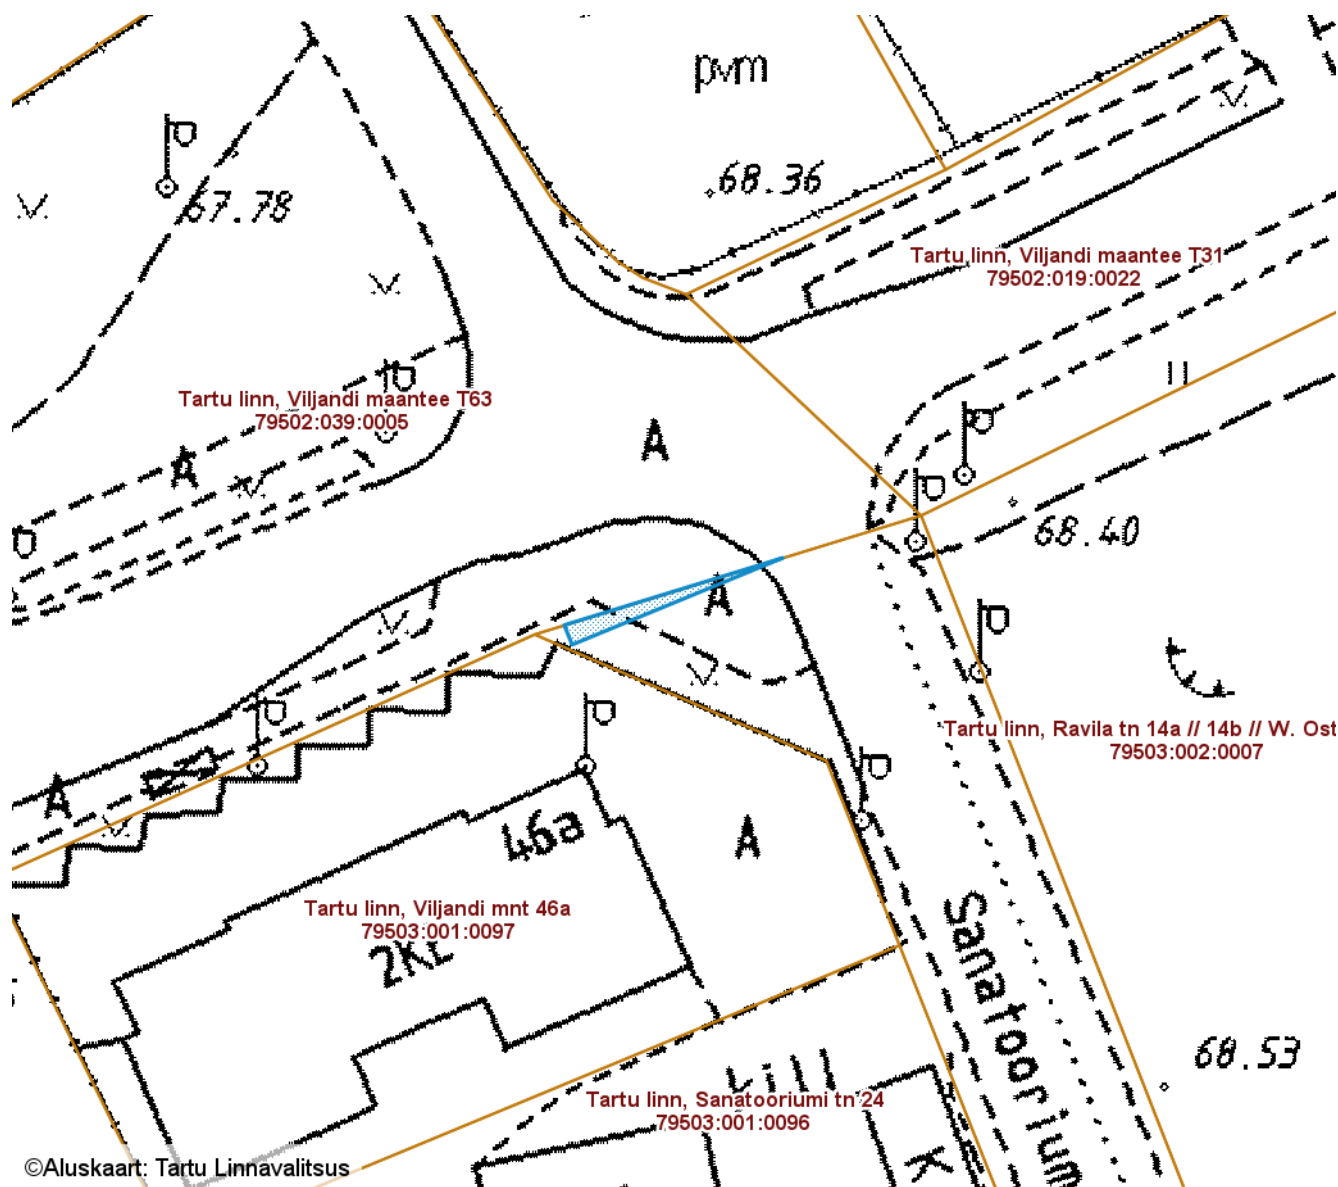 pvm
68.36
67.78
Tartu linn, Viljandi maantee T31
79502:019:0022
Tartu linn, Viljandi maantee T63
79502:039:0005
A
A
68.40
A
Tartu linn, Ravila tn 14a // 14b // W. Ost
79503:002:0007
A
46a
A
Tartu linn, Viljandi mnt 46a
79503:001:0097
2KI
Sanatooriumi
68.53
Tartu linn, Sanatooriumi tn 24
79503:001:0096
K
©Aluskaart: Tartu Linnavalitsus